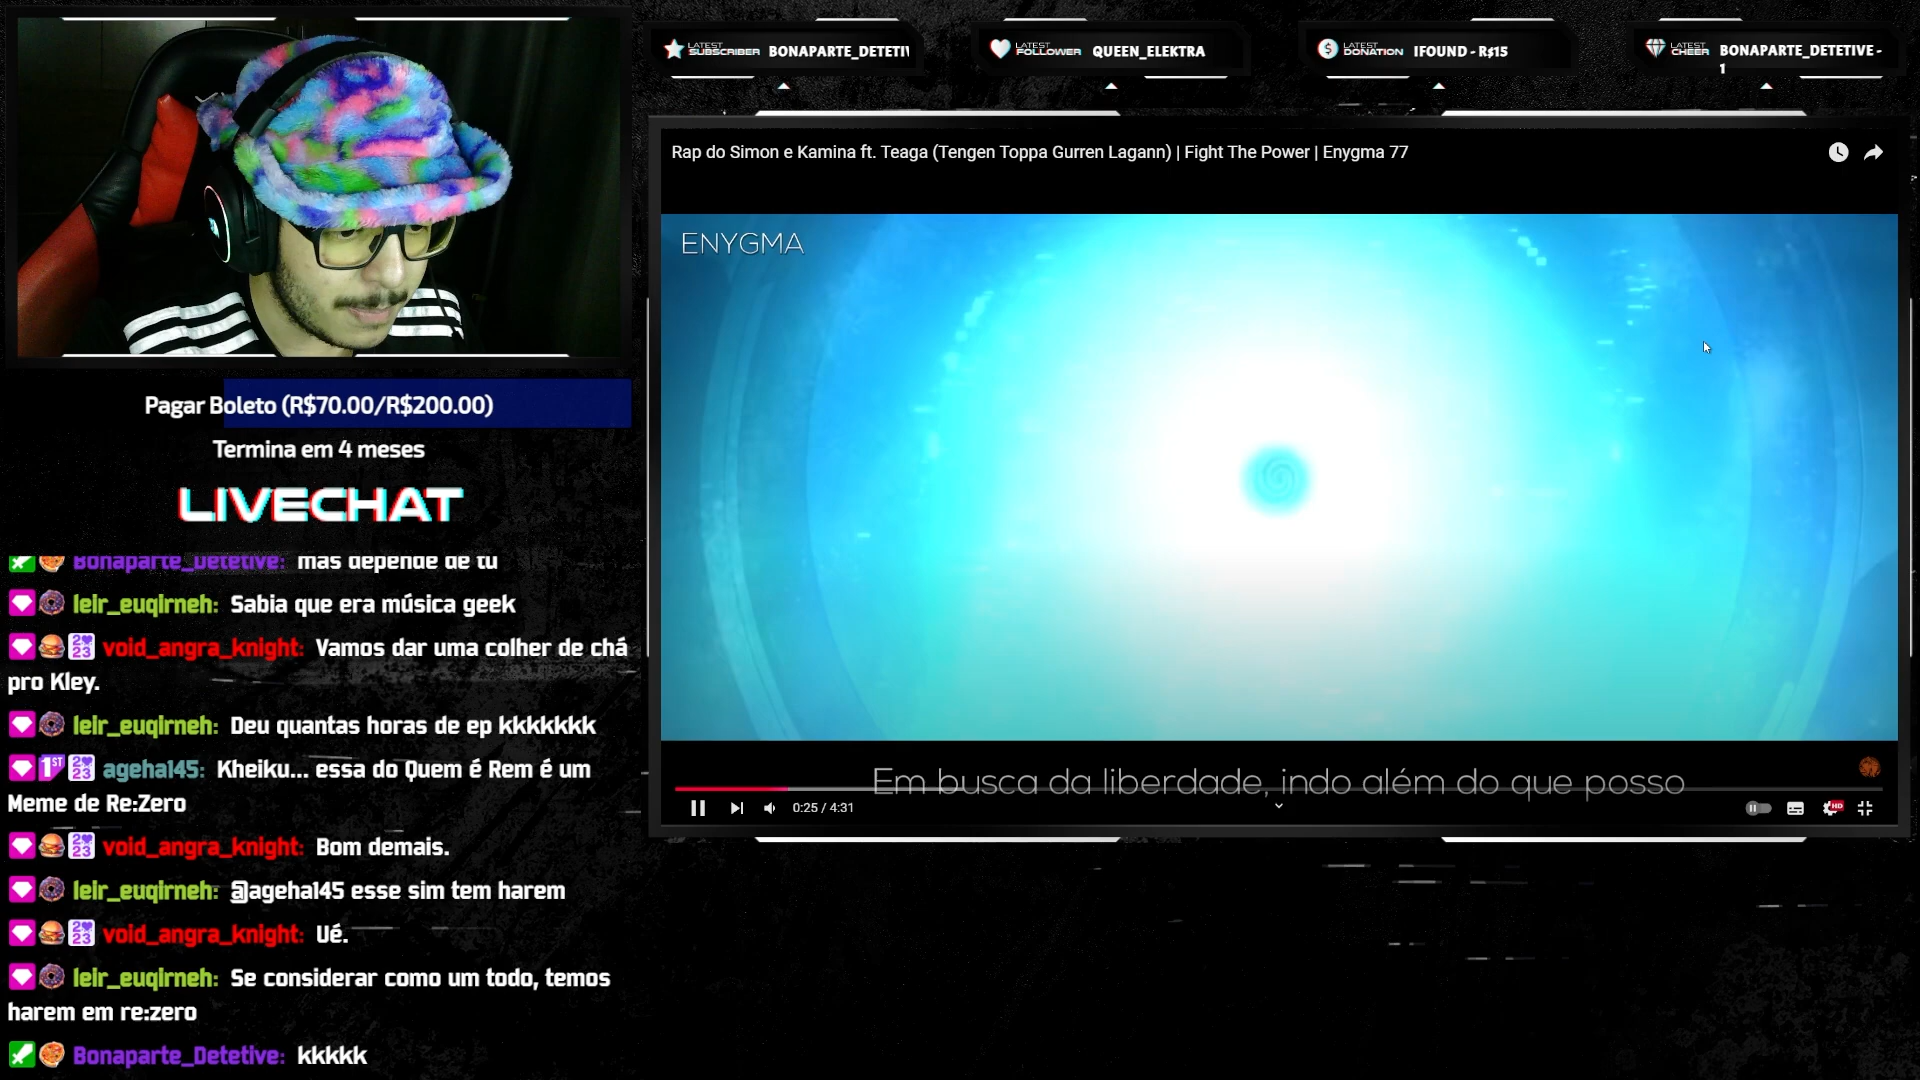 LATEST SUBSCRIBER BONAPARTE_DETETIV
LATEST FOLLOWER QUEEN_ELEKTRA
LATEST DONATION IFOUND - R$15
LATEST CHEER BONAPARTE_DETETIVE -
1
Rap do Simon e Kamina ft. Teaga (Tengen Toppa Gurren Lagann) | Fight The Power | Enygma 77
ENYGMA
Em busca da liberdade, indo além do que posso
0:25 / 4:31
HD
Pagar Boleto (R$70.00/R$200.00)
Termina em 4 meses
LIVECHAT
Bonaparte_Detetive: mas depende de tu
leir_euqirneh: Sabia que era música geek
void_angra_knight: Vamos dar uma colher de chá
pro Kley.
leir_euqirneh: Deu quantas horas de ep kkkkkkk
1ST ageha145: Kheiku... essa do Quem é Rem é um
Meme de Re:Zero
void_angra_knight: Bom demais.
leir_euqirneh: @ageha145 esse sim tem harem
void_angra_knight: Ué.
leir_euqirneh: Se considerar como um todo, temos
harem em re:zero
Bonaparte_Detetive: kkkkk